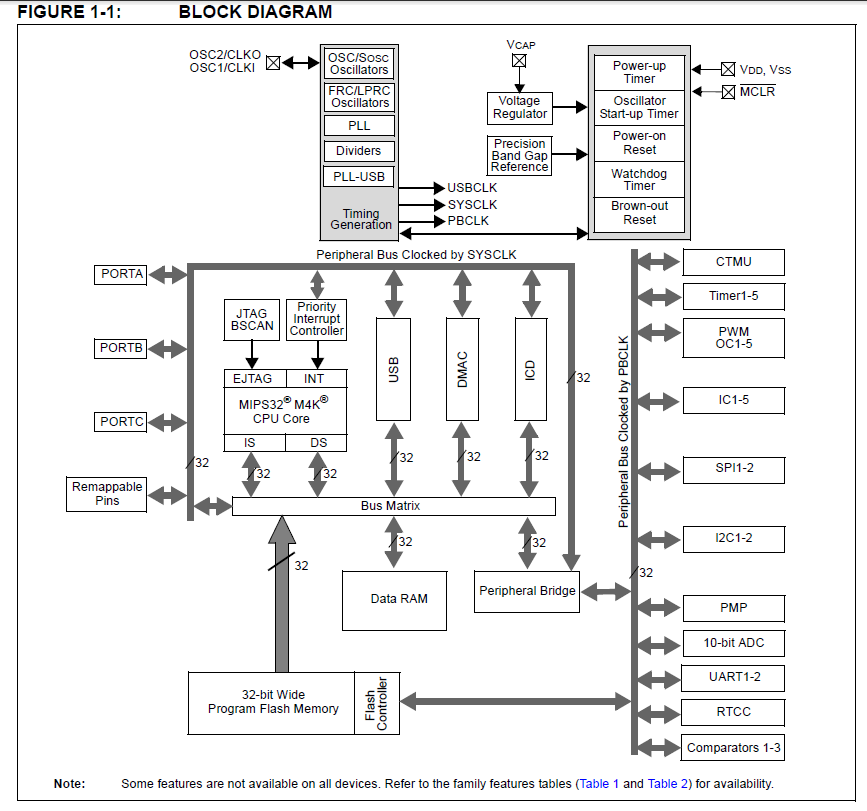 FIGURE 1-1: BLOCK DIAGRAM
OSC2/CLKO
OSC1/CLKI
OSC/SOSC
Oscillators
FRC/LPRC
Oscillators
PLL
Dividers
PLL-USB
Timing
Generation
USBCLK
SYSCLK
PBCLK
VCAP
Voltage
Regulator
Precision
Band Gap
Reference
Power-up
Timer
Oscillator
Start-up Timer
Power-on
Reset
Watchdog
Timer
Brown-out
Reset
VDD, VSS
MCLR
Peripheral Bus Clocked by SYSCLK
PORTA
PORTB
PORTC
Remappable
Pins
32
JTAG
BSCAN
Priority
Interrupt
Controller
EJTAG
INT
MIPS32® M4K®
CPU Core
IS
DS
32
32
USB
DMAC
ICD
32
32
32
32
Bus Matrix
32
32
32
Data RAM
Peripheral Bridge
32-bit Wide
Program Flash Memory
Flash
Controller
Peripheral Bus Clocked by PBCLK
32
CTMU
Timer1-5
PWM
OC1-5
IC1-5
SPI1-2
I2C1-2
PMP
10-bit ADC
UART1-2
RTCC
Comparators 1-3
Note: Some features are not available on all devices. Refer to the family features tables (Table 1 and Table 2) for availability.